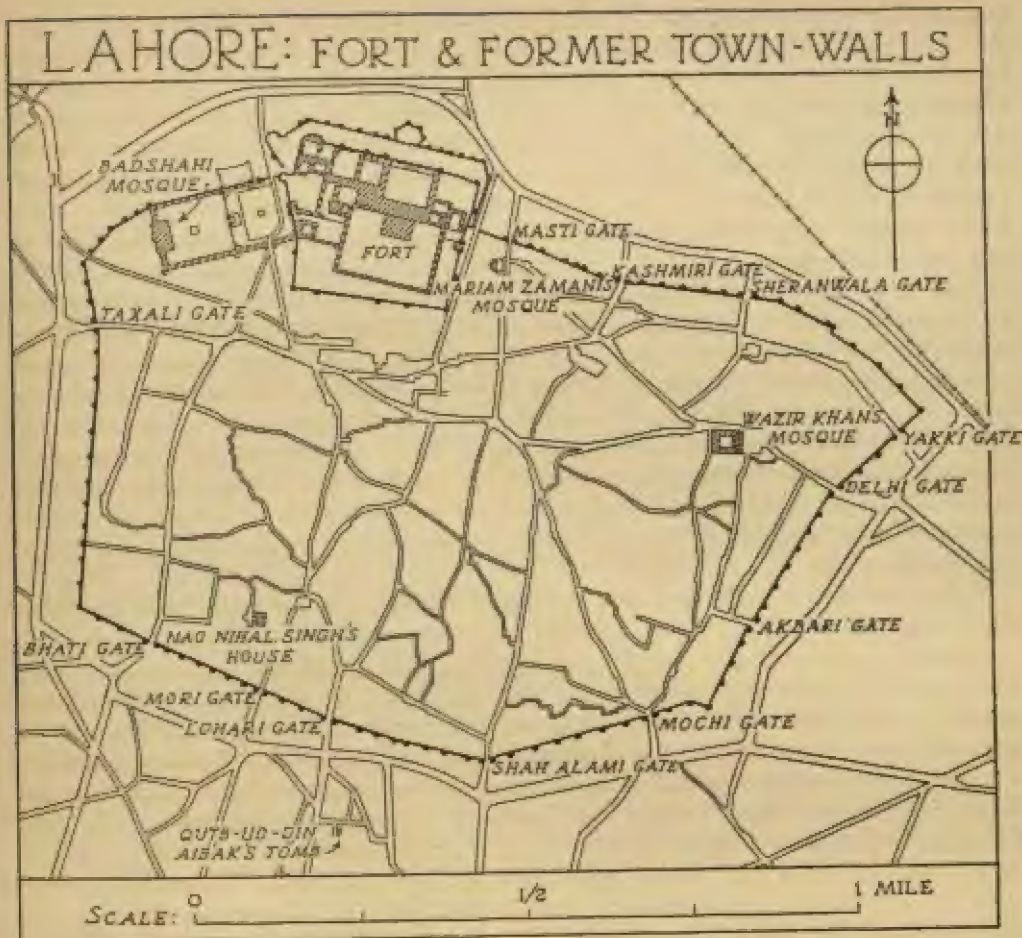 LAHORE: FORT & FORMER TOWN-WALLS
N
BADSHAHI
MOSQUE
FORT
MASTI GATE
KASHMIRI GATE
MARIAM ZAMANI'S
MOSQUE
SHERANWALA GATE
TAXALI GATE
WAZIR KHAN'S
MOSQUE
YAKKI GATE
DELHI GATE
AKBARI GATE
NAO NIHAL SINGH'S
HOUSE
BHATI GATE
MORI GATE
LOHARI GATE
MOCHI GATE
SHAH ALAMI GATE
QUTB-UD-DIN
AIBAK'S TOMB
SCALE: 0 1/2 1 MILE